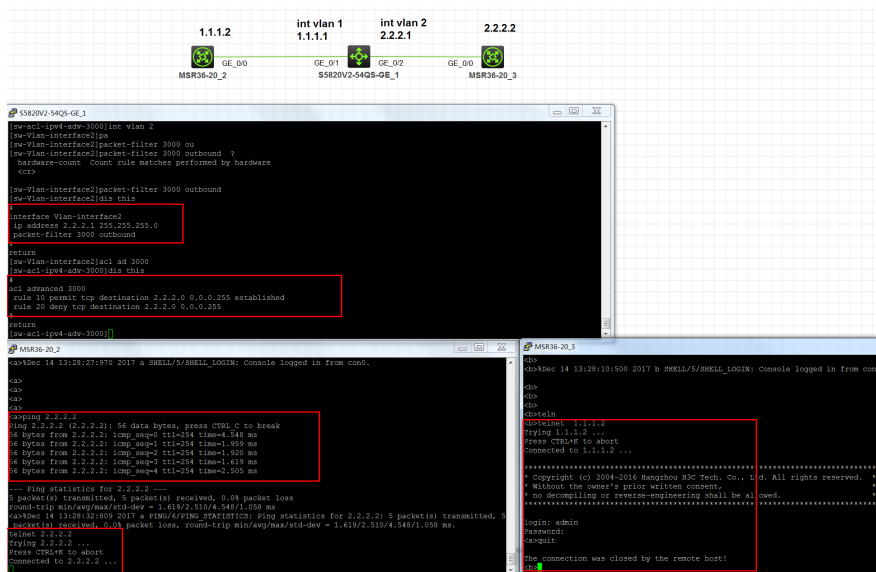 1.1.1.2
int vlan 1
1.1.1.1
int vlan 2
2.2.2.1
2.2.2.2
GE_0/0
GE_0/1
GE_0/2
GE_0/0
MSR36-20_2
S5820V2-54QS-GE_1
MSR36-20_3
S5820V2-54QS-GE_1
[sw-acl-ipv4-adv-3000]int vlan 2
[sw-Vlan-interface2]pa
[sw-Vlan-interface2]packet-filter 3000 ou
[sw-Vlan-interface2]packet-filter 3000 outbound ?
hardware-count Count rule matches performed by hardware
<cr>
[sw-Vlan-interface2]packet-filter 3000 outbound
[sw-Vlan-interface2]dis this
#
interface Vlan-interface2
ip address 2.2.2.1 255.255.255.0
packet-filter 3000 outbound
#
return
[sw-Vlan-interface2]acl ad 3000
[sw-acl-ipv4-adv-3000]dis this
#
acl advanced 3000
rule 10 permit tcp destination 2.2.2.0 0.0.0.255 established
rule 20 deny tcp destination 2.2.2.0 0.0.0.255
#
return
[sw-acl-ipv4-adv-3000]
MSR36-20_2
<a>%Dec 14 13:28:27:970 2017 a SHELL/5/SHELL_LOGIN: Console logged in from con0.
<a>
<a>
<a>
<a>
<a>ping 2.2.2.2
Ping 2.2.2.2 (2.2.2.2): 56 data bytes, press CTRL_C to break
56 bytes from 2.2.2.2: icmp_seq=0 ttl=254 time=4.548 ms
56 bytes from 2.2.2.2: icmp_seq=1 ttl=254 time=1.959 ms
56 bytes from 2.2.2.2: icmp_seq=2 ttl=254 time=1.920 ms
56 bytes from 2.2.2.2: icmp_seq=3 ttl=254 time=1.619 ms
56 bytes from 2.2.2.2: icmp_seq=4 ttl=254 time=2.505 ms
--- Ping statistics for 2.2.2.2 ---
5 packet(s) transmitted, 5 packet(s) received, 0.0% packet loss
round-trip min/avg/max/std-dev = 1.619/2.510/4.548/1.058 ms
<a>%Dec 14 13:28:32:809 2017 a PING/6/PING_STATISTICS: Ping statistics for 2.2.2.2: 5 packet(s) transmitted, 5
packet(s) received, 0.0% packet loss, round-trip min/avg/max/std-dev = 1.619/2.510/4.548/1.058 ms.
telnet 2.2.2.2
Trying 2.2.2.2 ...
Press CTRL+K to abort
Connected to 2.2.2.2 ...
MSR36-20_3
<b>
<b>%Dec 14 13:28:10:500 2017 b SHELL/5/SHELL_LOGIN: Console logged in from con
<b>
<b>
<b>
<b>teln
<b>telnet 1.1.1.2
Trying 1.1.1.2 ...
Press CTRL+K to abort
Connected to 1.1.1.2 ...
******************************************************************************
* Copyright (c) 2004-2016 Hangzhou H3C Tech. Co., Ltd. All rights reserved. *
* Without the owner's prior written consent, *
* no decompiling or reverse-engineering shall be allowed. *
******************************************************************************
login: admin
Password:
<a>quit
The connection was closed by the remote host!
<b>